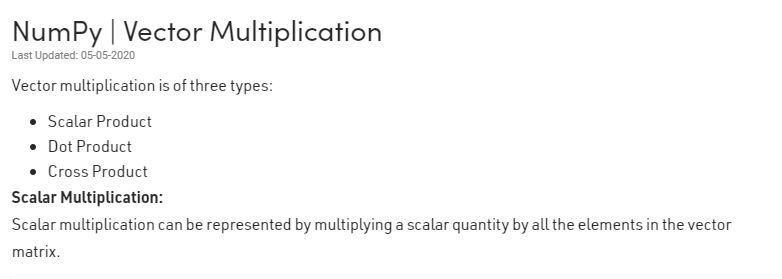 NumPy | Vector Multiplication
Last Updated: 05-05-2020
Vector multiplication is of three types:
• Scalar Product
• Dot Product
• Cross Product
Scalar Multiplication:
Scalar multiplication can be represented by multiplying a scalar quantity by all the elements in the vector
matrix.